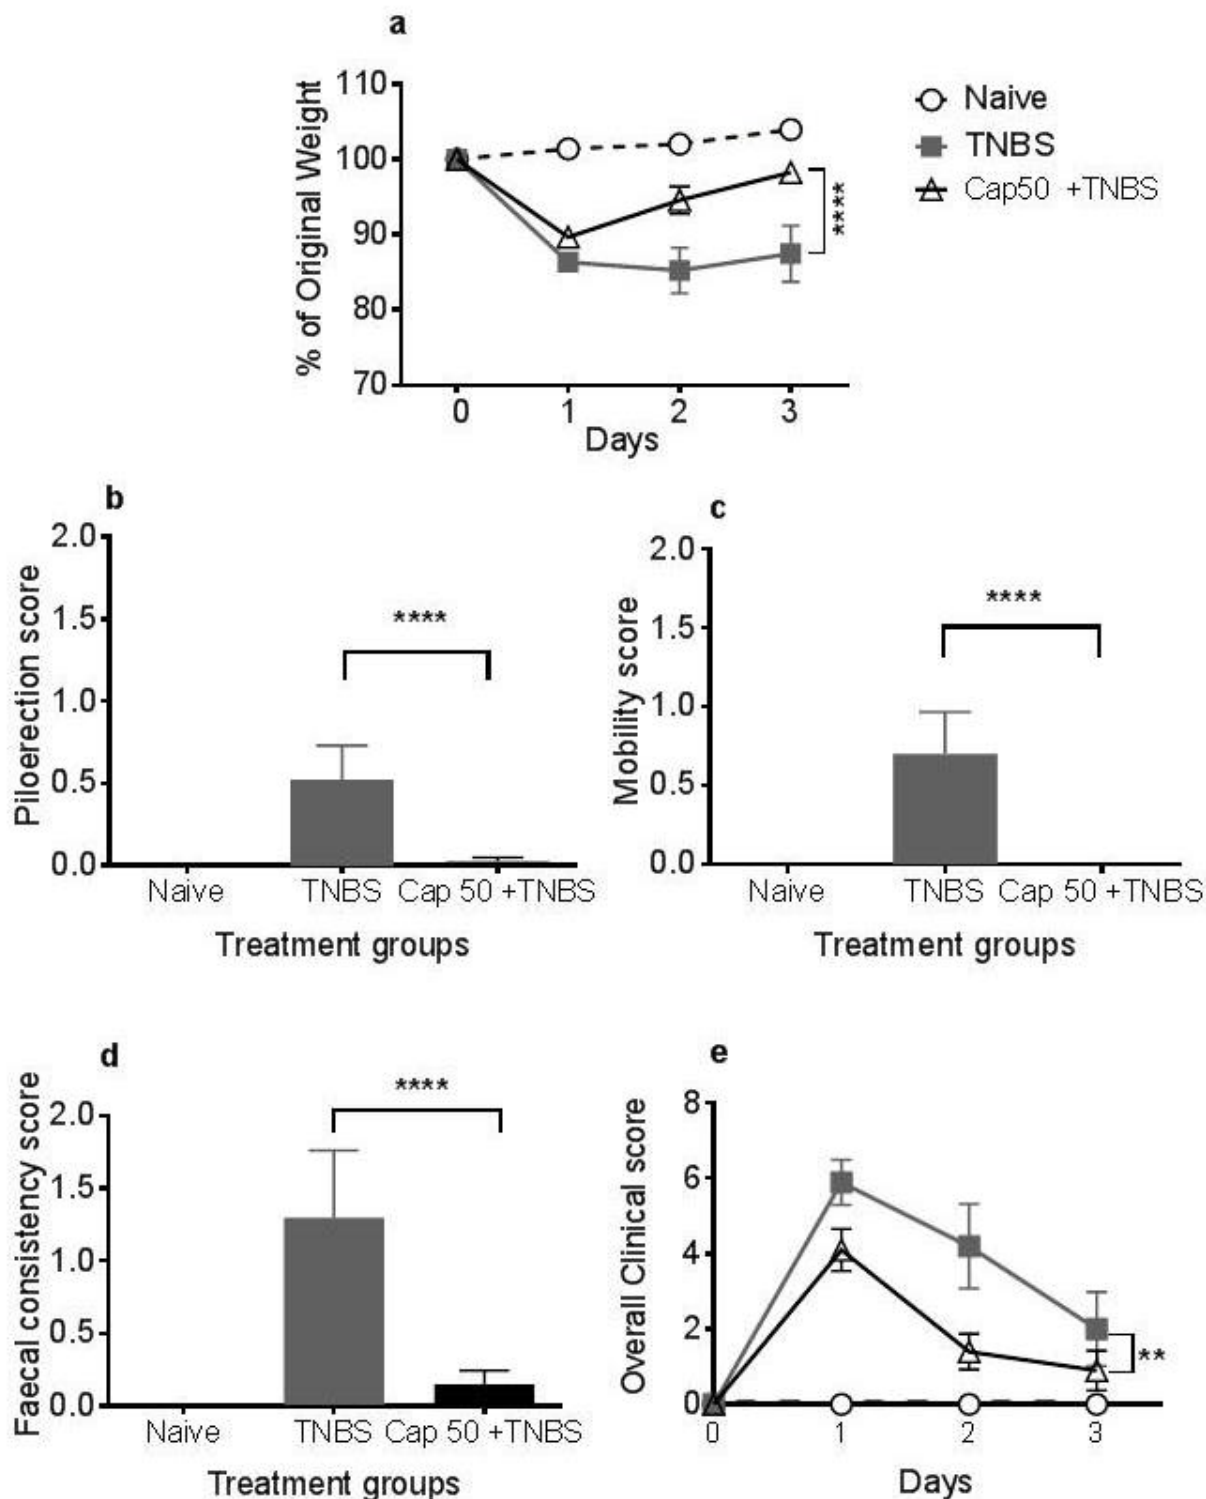 a
% of Original Weight
110
100
90
80
70
0 1 2 3
Days
Naive
TNBS
Cap50 +TNBS
****
b
Piloerection score
2.0
1.5
1.0
0.5
0.0
****
Naive TNBS Cap 50 +TNBS
Treatment groups
c
Mobility score
2.0
1.5
1.0
0.5
0.0
****
Naive TNBS Cap 50 +TNBS
Treatment groups
d
Faecal consistency score
2.0
1.5
1.0
0.5
0.0
****
Naive TNBS Cap 50 +TNBS
Treatment groups
e
Overall Clinical score
8
6
4
2
0
0 1 2 3
Days
**